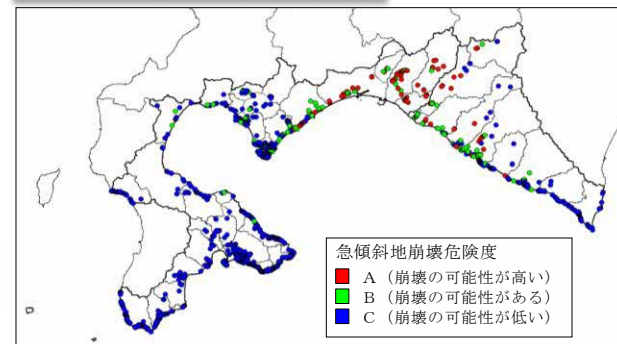 急傾斜地崩壊危険度
A（崩壊の可能性が高い）
B（崩壊の可能性がある）
C（崩壊の可能性が低い）